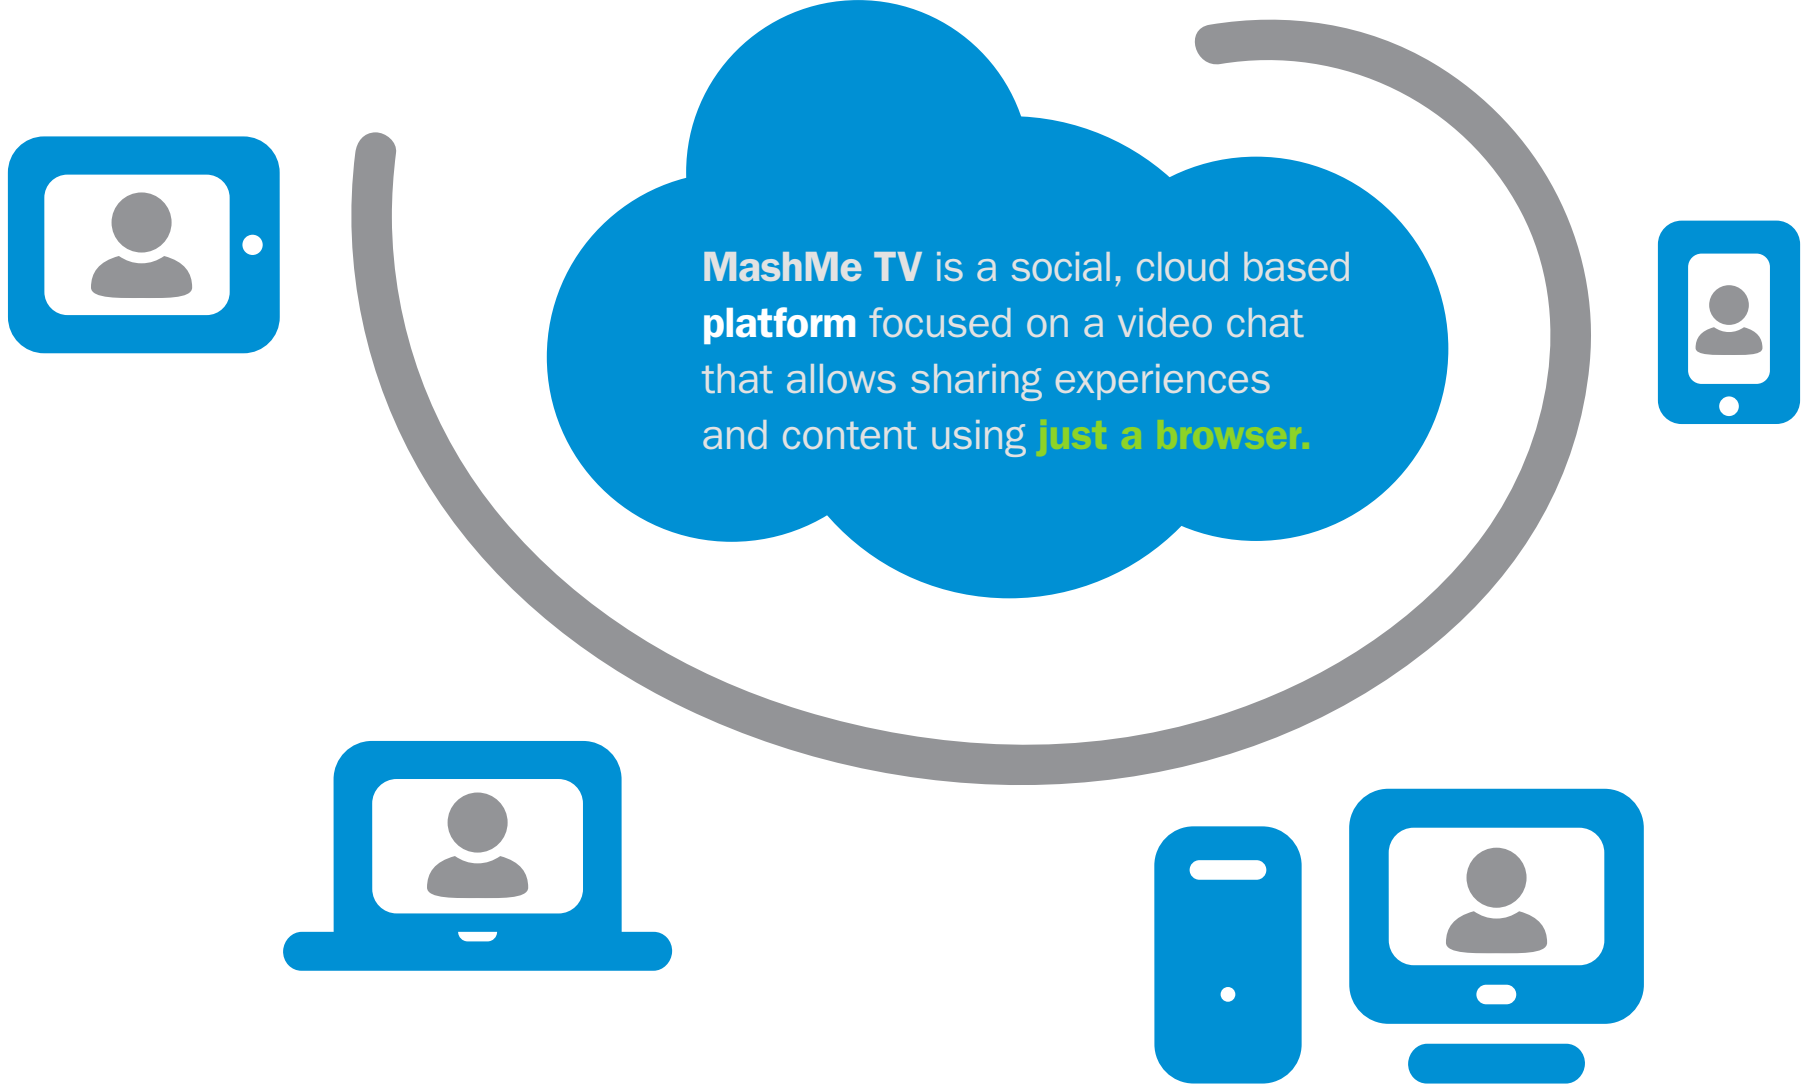 MashMe TV is a social, cloud based
platform focused on a video chat
that allows sharing experiences
and content using just a browser.